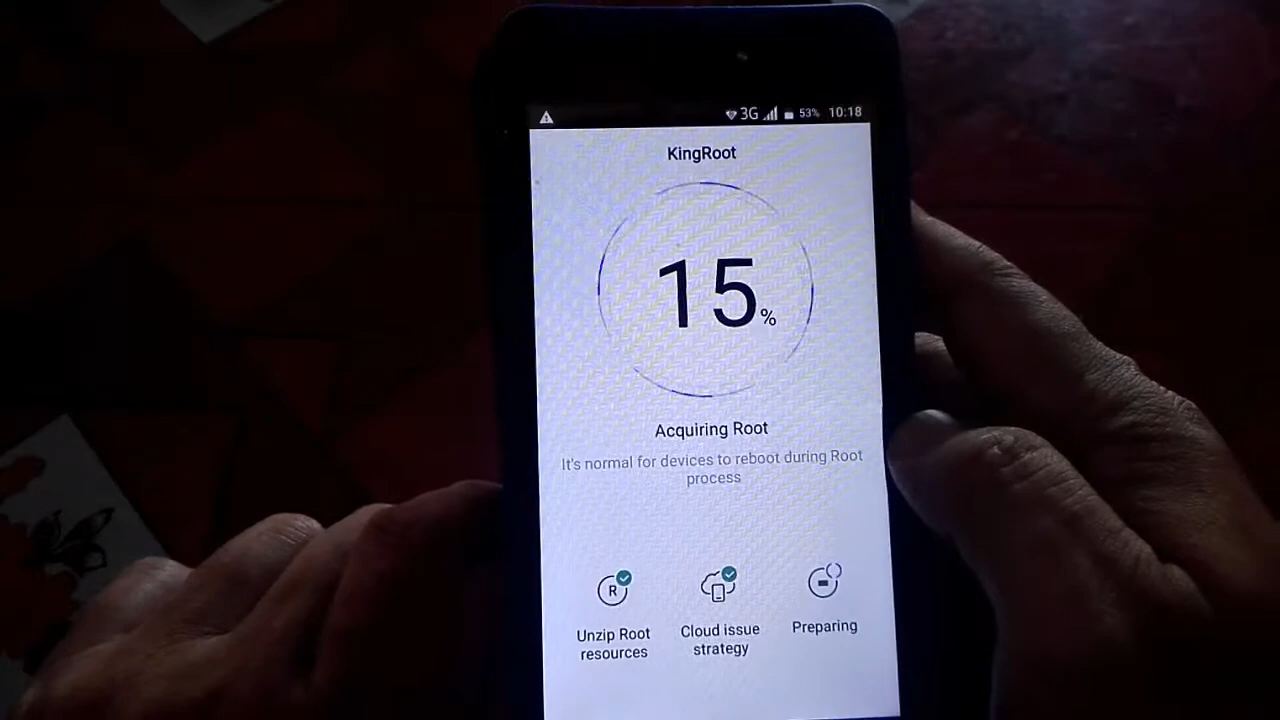 3G 53% 10:18
KingRoot
15%
Acquiring Root
It's normal for devices to reboot during Root
process
R
Unzip Root
resources
Cloud issue
strategy
Preparing